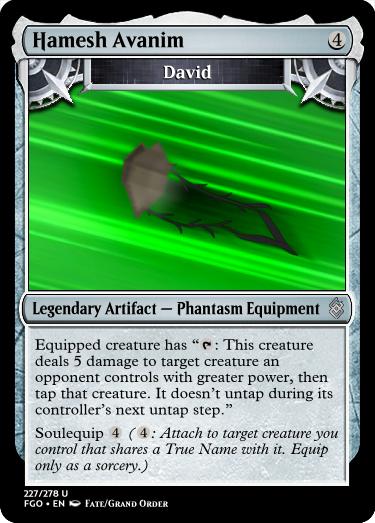 Hamesh Avanim 4
David
Legendary Artifact — Phantasm Equipment
Equipped creature has “: This creature
deals 5 damage to target creature an
opponent controls with greater power, then
tap that creature. It doesn’t untap during its
controller’s next untap step.”
Soulequip 4 (4: Attach to target creature you
control that shares a True Name with it. Equip
only as a sorcery.)
227/278 U
FGO • EN Fate/Grand Order